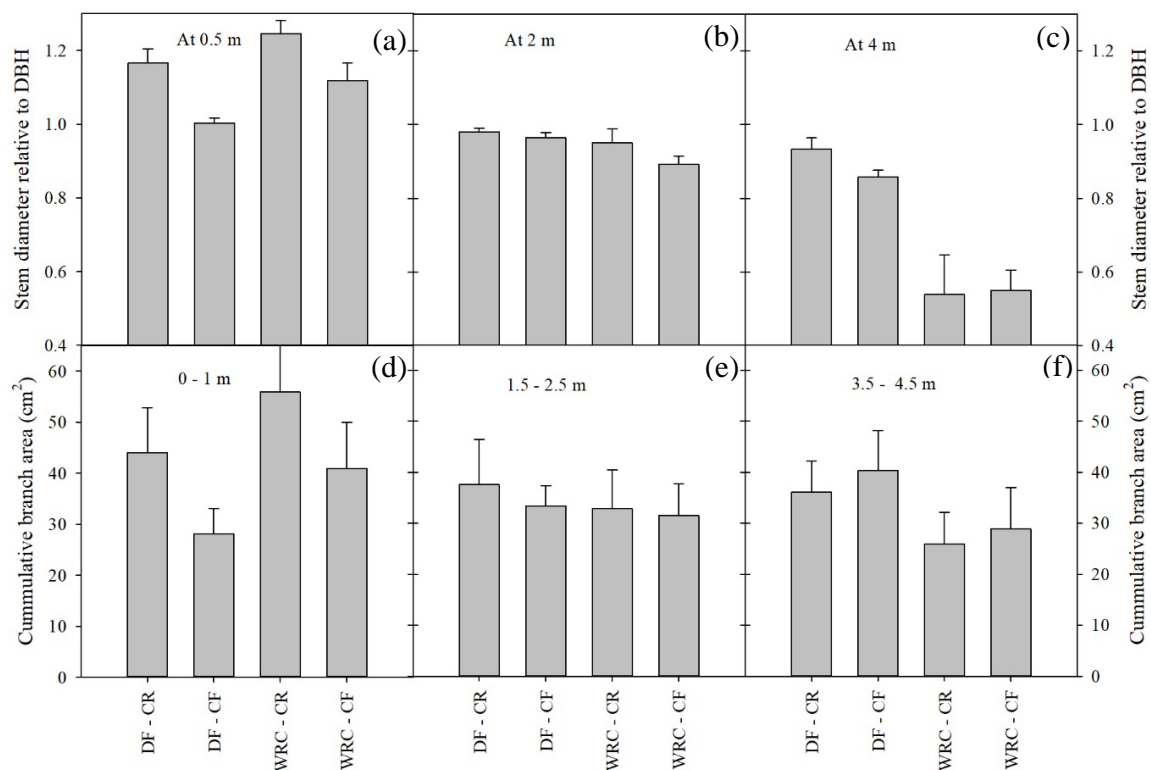 At 0.5 m
(a)
At 2 m
(b)
At 4 m
(c)
Stem diameter relative to DBH
1.2
1.0
0.8
0.6
0.4
1.2
1.0
0.8
0.6
0.4
Stem diameter relative to DBH
0 - 1 m
(d)
1.5 - 2.5 m
(e)
3.5 - 4.5 m
(f)
Cummulative branch area (cm²)
60
50
40
30
20
10
0
60
50
40
30
20
10
0
Cummulative branch area (cm²)
DF - CR
DF - CF
WRC - CR
WRC - CF
DF - CR
DF - CF
WRC - CR
WRC - CF
DF - CR
DF - CF
WRC - CR
WRC - CF